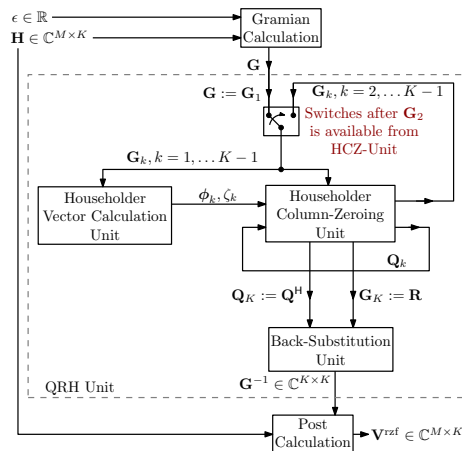 ϵ ∈ ℝ
𝐇 ∈ ℂ^{M×K}
Gramian
Calculation
𝐆
𝐆 := 𝐆_1
𝐆_k, k = 2, … K − 1
Switches after 𝐆_2
is available from
HCZ-Unit
𝐆_k, k = 1, … K − 1
Householder
Vector Calculation
Unit
ϕ_k, ζ_k
Householder
Column-Zeroing
Unit
𝐐_k
𝐐_K := 𝐐^H
𝐆_K := 𝐑
Back-Substitution
Unit
QRH Unit
𝐆^{−1} ∈ ℂ^{K×K}
Post
Calculation
𝐕^{rzf} ∈ ℂ^{M×K}